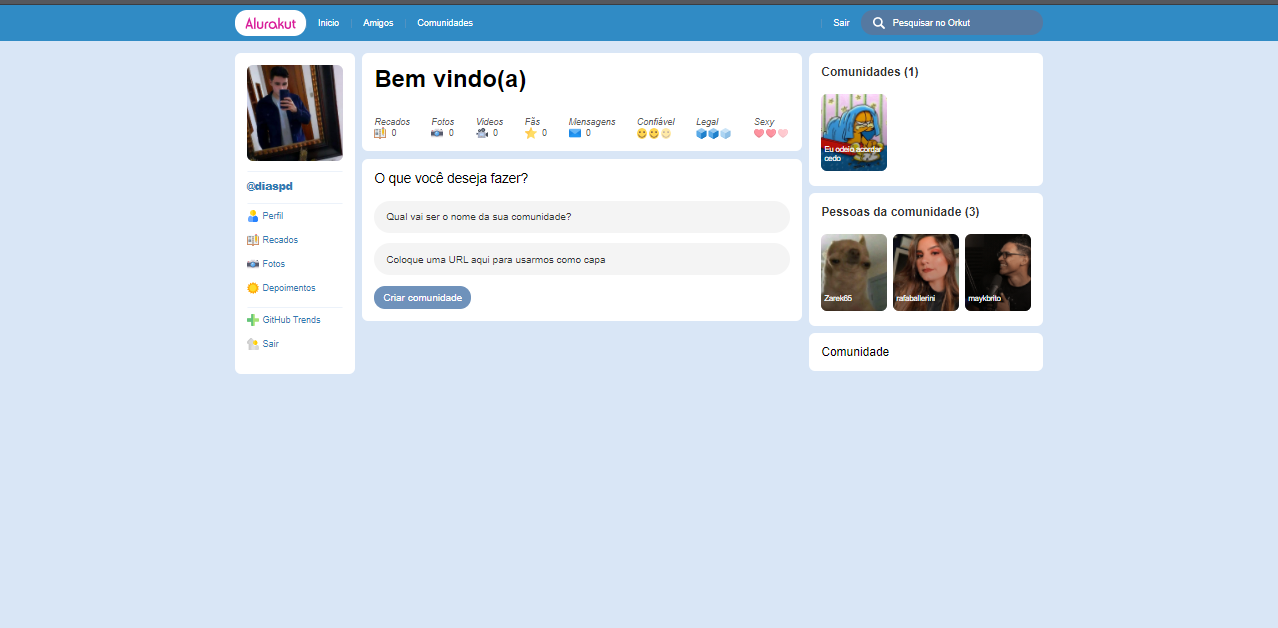 Alurakut
Inicio
Amigos
Comunidades
Sair
Pesquisar no Orkut
@diaspd
Perfil
Recados
Fotos
Depoimentos
GitHub Trends
Sair
Bem vindo(a)
Recados Fotos Videos Fãs Mensagens Confiável Legal Sexy
0 0 0 0 0
O que você deseja fazer?
Qual vai ser o nome da sua comunidade?
Coloque uma URL aqui para usarmos como capa
Criar comunidade
Comunidades (1)
Eu odeio acordar
cedo
Pessoas da comunidade (3)
Zarek65
rafaballerini
maykbrito
Comunidade